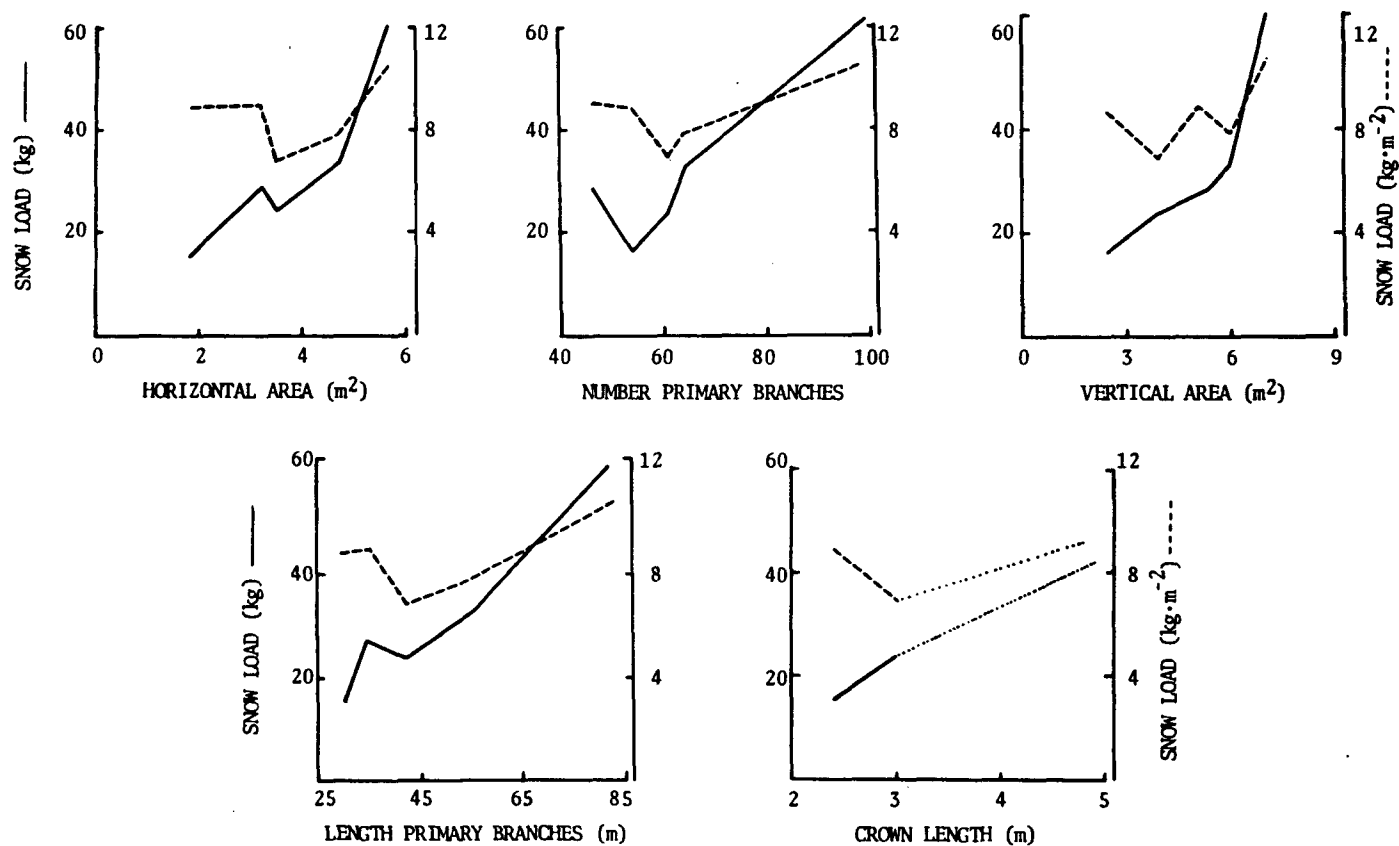 60
40
20
SNOW LOAD (kg)
12
8
4
0 2 4 6
HORIZONTAL AREA (m²)
60
40
20
12
8
4
40 60 80 100
NUMBER PRIMARY BRANCHES
60
40
20
12
8
4
SNOW LOAD (kg·m⁻²)
0 3 6 9
VERTICAL AREA (m²)
60
40
20
SNOW LOAD (kg)
12
8
4
25 45 65 85
LENGTH PRIMARY BRANCHES (m)
60
40
20
12
8
4
SNOW LOAD (kg·m⁻²)
2 3 4 5
CROWN LENGTH (m)